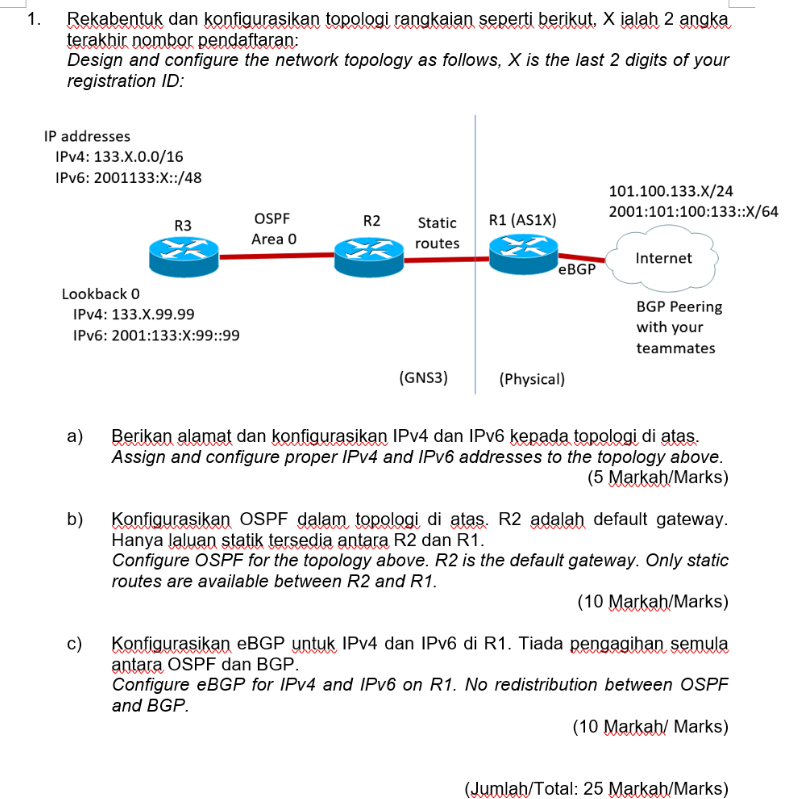 1. Rekabentuk dan konfigurasikan topologi rangkaian seperti berikut, X ialah 2 angka
terakhir nombor pendaftaran:
Design and configure the network topology as follows, X is the last 2 digits of your
registration ID:
IP addresses
IPv4: 133.X.0.0/16
IPv6: 2001133:X::/48
101.100.133.X/24
2001:101:100:133::X/64
R3
OSPF
Area 0
R2
Static
routes
R1 (AS1X)
eBGP
Internet
Lookback 0
IPv4: 133.X.99.99
IPv6: 2001:133:X:99::99
BGP Peering
with your
teammates
(GNS3)
(Physical)
a) Berikan alamat dan konfigurasikan IPv4 dan IPv6 kepada topologi di atas.
Assign and configure proper IPv4 and IPv6 addresses to the topology above.
(5 Markah/Marks)
b) Konfigurasikan OSPF dalam topologi di atas. R2 adalah default gateway.
Hanya laluan statik tersedia antara R2 dan R1.
Configure OSPF for the topology above. R2 is the default gateway. Only static
routes are available between R2 and R1.
(10 Markah/Marks)
c) Konfigurasikan eBGP untuk IPv4 dan IPv6 di R1. Tiada pengagihan semula
antara OSPF dan BGP.
Configure eBGP for IPv4 and IPv6 on R1. No redistribution between OSPF
and BGP.
(10 Markah/ Marks)
(Jumlah/Total: 25 Markah/Marks)